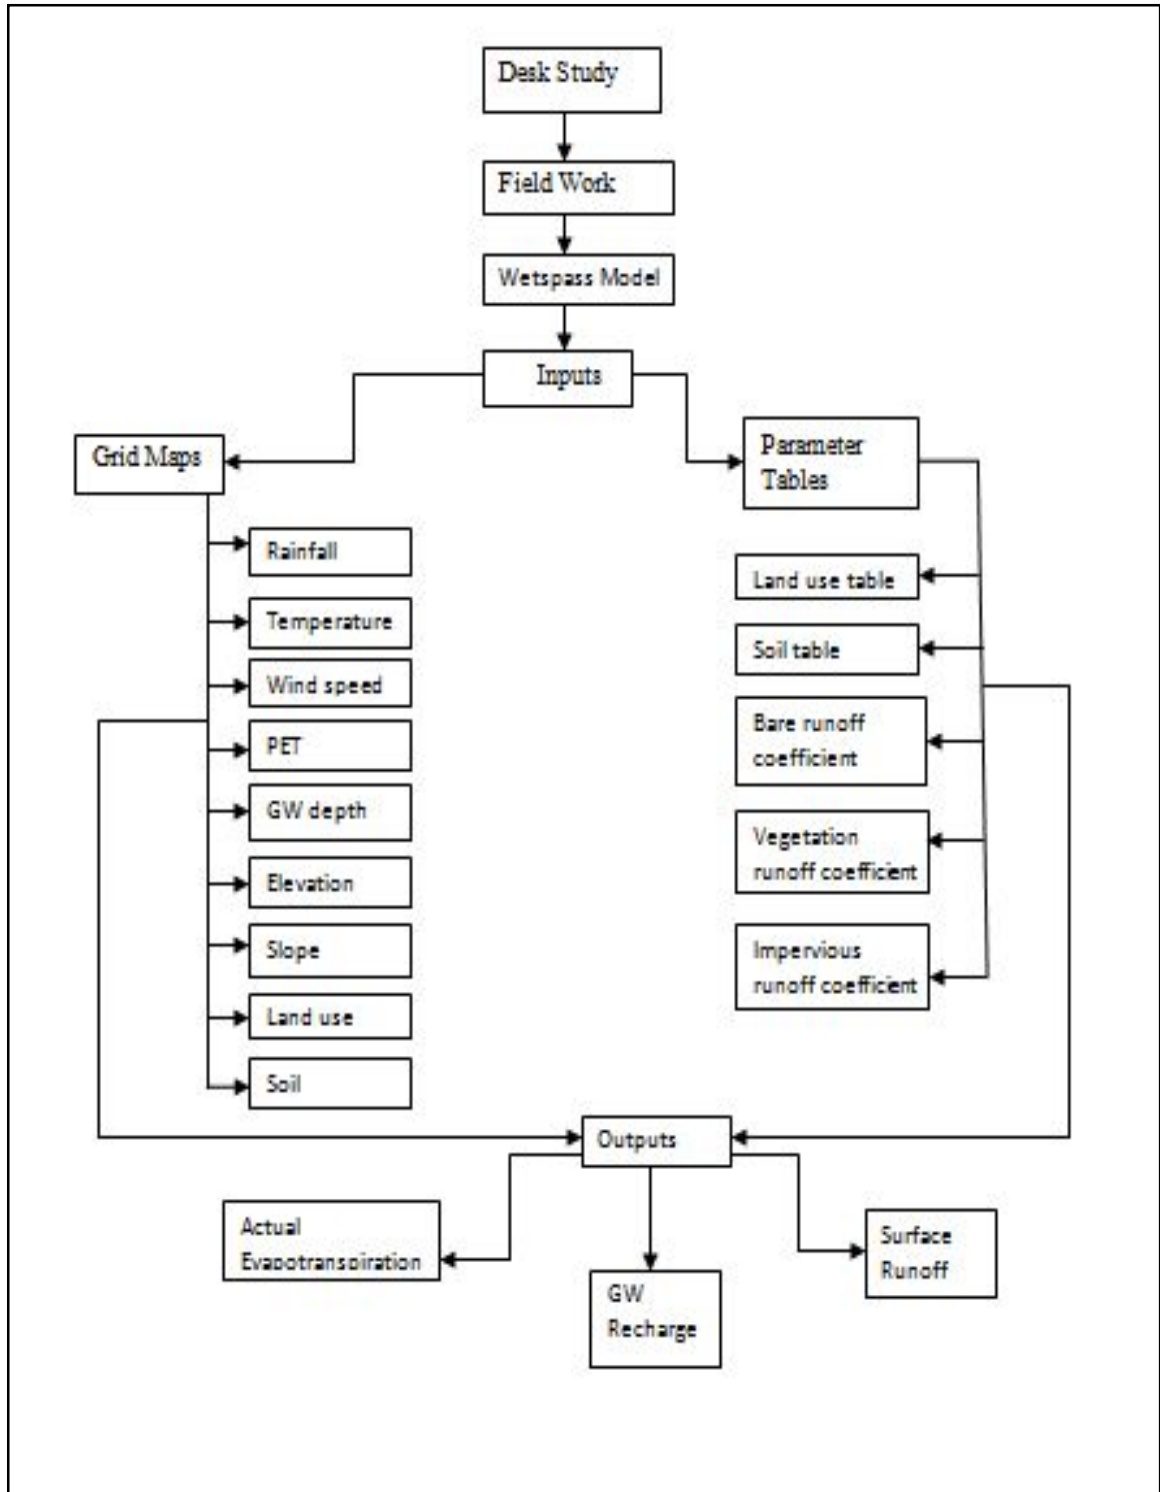 Desk Study
Field Work
Wetspass Model
Inputs
Grid Maps
Parameter
Tables
Rainfall
Temperature
Wind speed
PET
GW depth
Elevation
Slope
Land use
Soil
Land use table
Soil table
Bare runoff
coefficient
Vegetation
runoff coefficient
Impervious
runoff coefficient
Outputs
Actual
Evapotranspiration
GW
Recharge
Surface
Runoff